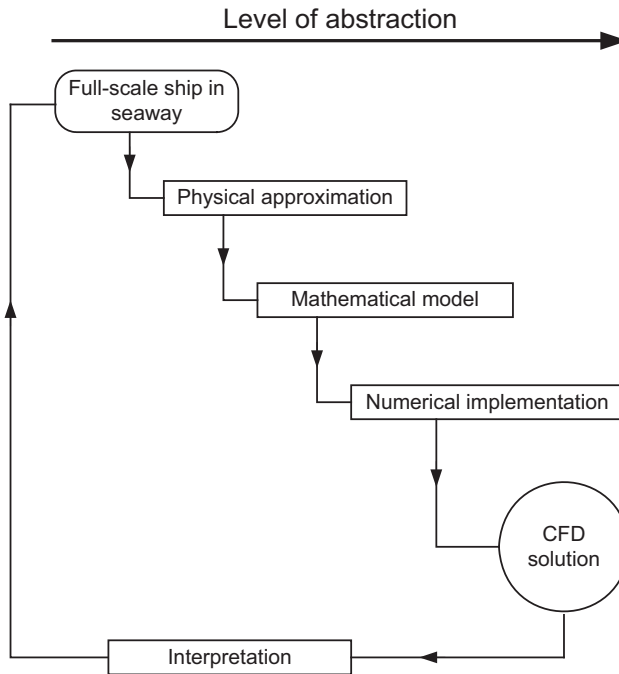 Level of abstraction
Full-scale ship in
seaway
Physical approximation
Mathematical model
Numerical implementation
CFD
solution
Interpretation